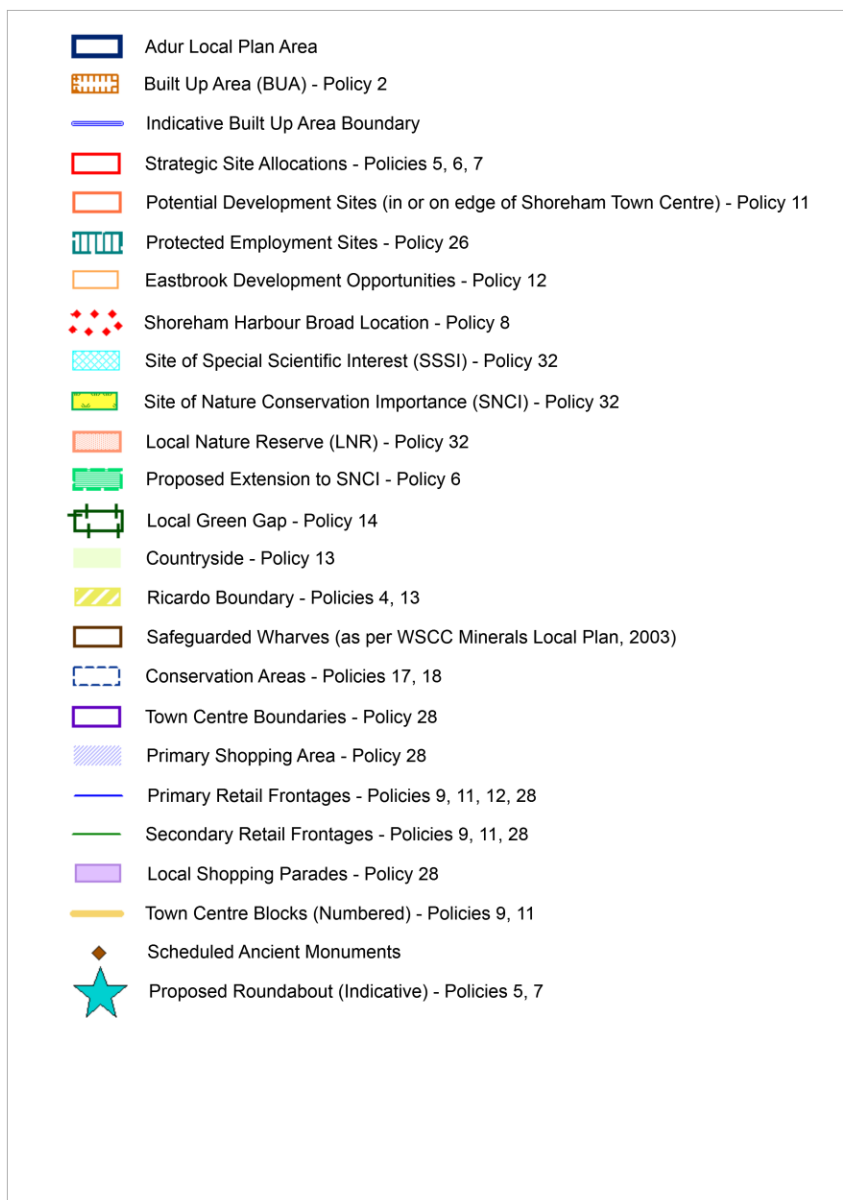 Adur Local Plan Area
Built Up Area (BUA) - Policy 2
Indicative Built Up Area Boundary
Strategic Site Allocations - Policies 5, 6, 7
Potential Development Sites (in or on edge of Shoreham Town Centre) - Policy 11
Protected Employment Sites - Policy 26
Eastbrook Development Opportunities - Policy 12
Shoreham Harbour Broad Location - Policy 8
Site of Special Scientific Interest (SSSI) - Policy 32
Site of Nature Conservation Importance (SNCI) - Policy 32
Local Nature Reserve (LNR) - Policy 32
Proposed Extension to SNCI - Policy 6
Local Green Gap - Policy 14
Countryside - Policy 13
Ricardo Boundary - Policies 4, 13
Safeguarded Wharves (as per WSCC Minerals Local Plan, 2003)
Conservation Areas - Policies 17, 18
Town Centre Boundaries - Policy 28
Primary Shopping Area - Policy 28
Primary Retail Frontages - Policies 9, 11, 12, 28
Secondary Retail Frontages - Policies 9, 11, 28
Local Shopping Parades - Policy 28
Town Centre Blocks (Numbered) - Policies 9, 11
Scheduled Ancient Monuments
Proposed Roundabout (Indicative) - Policies 5, 7